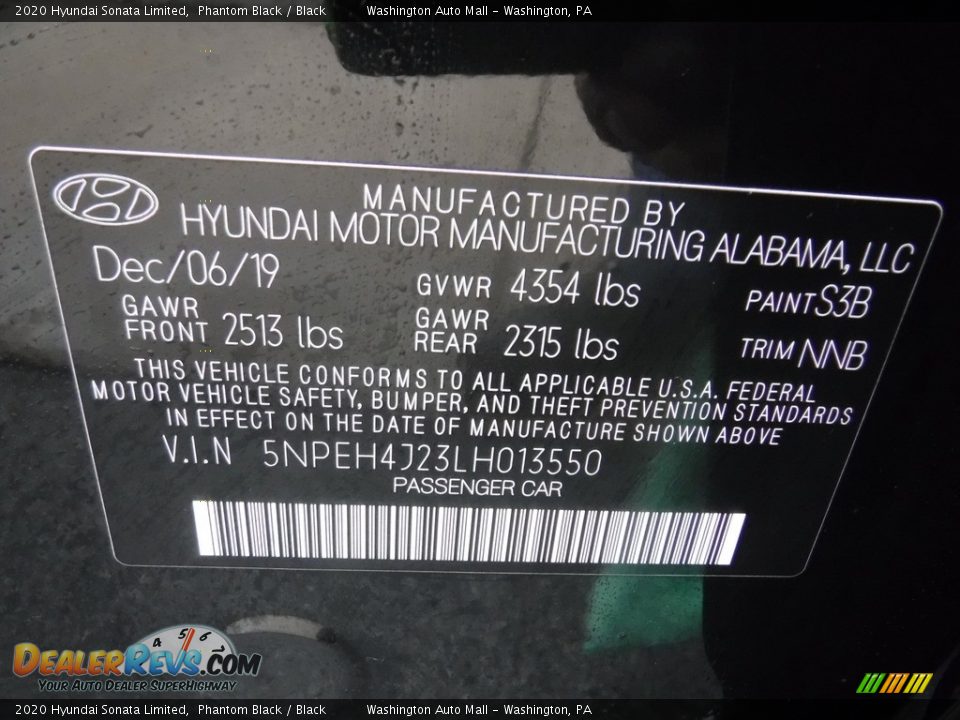 2020 Hyundai Sonata Limited, Phantom Black / Black Washington Auto Mall - Washington, PA
MANUFACTURED BY
HYUNDAI MOTOR MANUFACTURING ALABAMA, LLC
Dec/06/19 GVWR 4354 lbs PAINT S3B
GAWR FRONT 2513 lbs GAWR REAR 2315 lbs TRIM NNB
THIS VEHICLE CONFORMS TO ALL APPLICABLE U.S.A. FEDERAL
MOTOR VEHICLE SAFETY, BUMPER, AND THEFT PREVENTION STANDARDS
IN EFFECT ON THE DATE OF MANUFACTURE SHOWN ABOVE
V.I.N 5NPEH4J23LH013550
PASSENGER CAR
4 5 6
DEALERREVS.COM
YOUR AUTO DEALER SUPERHIGHWAY
2020 Hyundai Sonata Limited, Phantom Black / Black Washington Auto Mall - Washington, PA